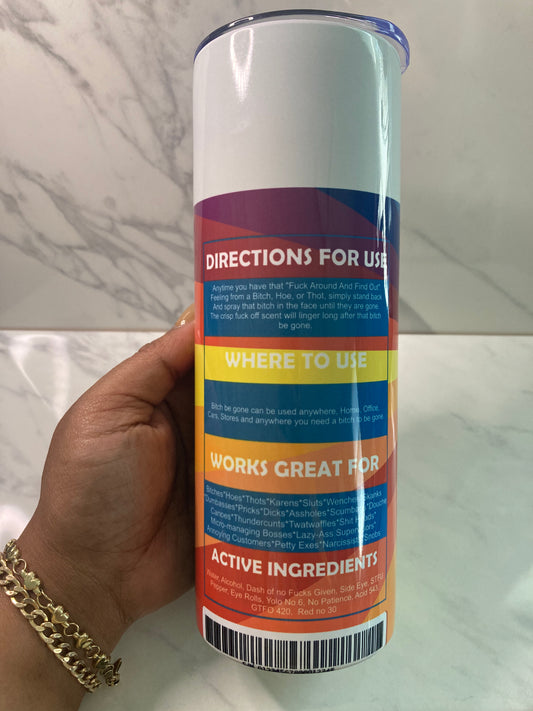 DIRECTIONS FOR USE
Anytime you have that "Fuck Around And Find Out"
Feeling from a Bitch, Hoe, or Thot, simply stand back
And spray that bitch in the face until they are gone.
The crisp fuck off scent will linger long after that bitch
be gone.
WHERE TO USE
Bitch be gone can be used anywhere, Home, Office,
Cars, Stores and anywhere you need a bitch to be gone.
WORKS GREAT FOR
Bitches*Hoes*Thots*Karens*Sluts*Wenches*Skanks
*Dumbasses*Pricks*Dicks*Assholes*Scumbags*Douche
Canoes*Thundercunts*Twatwaffles*Shit Heads*
Micro-managing Bosses*Lazy-Ass Supervisors*
Annoying Customers*Petty Exes*Narcissists*Snobs
ACTIVE INGREDIENTS
Water, Alcohol, Dash of no Fucks Given, Side Eye, STFU
Pepper, Eye Rolls, Yolo No 6, No Patience, Acid 543,
GTFO 420, Red no 30